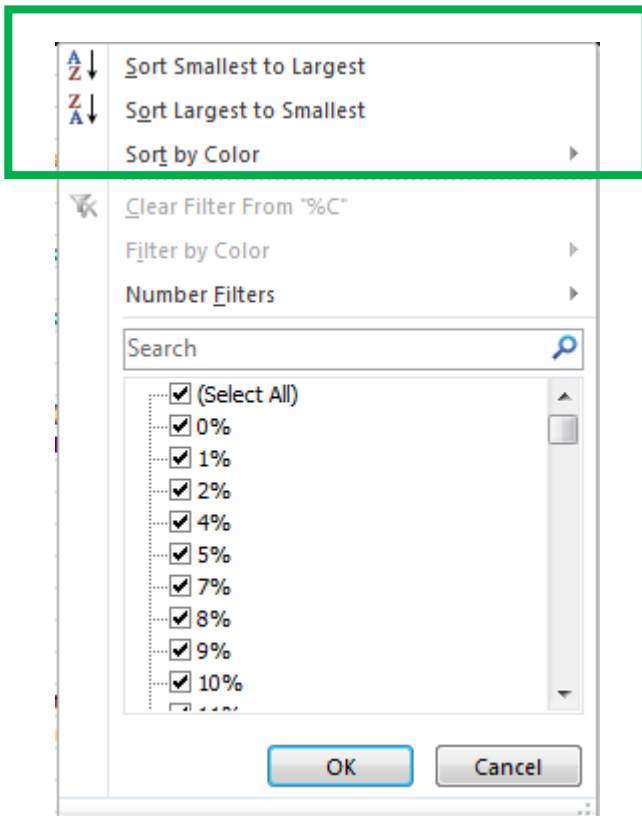 Sort Smallest to Largest
Sort Largest to Smallest
Sort by Color
Clear Filter From "%C"
Filter by Color
Number Filters
Search
(Select All)
0%
1%
2%
4%
5%
7%
8%
9%
10%
OK
Cancel